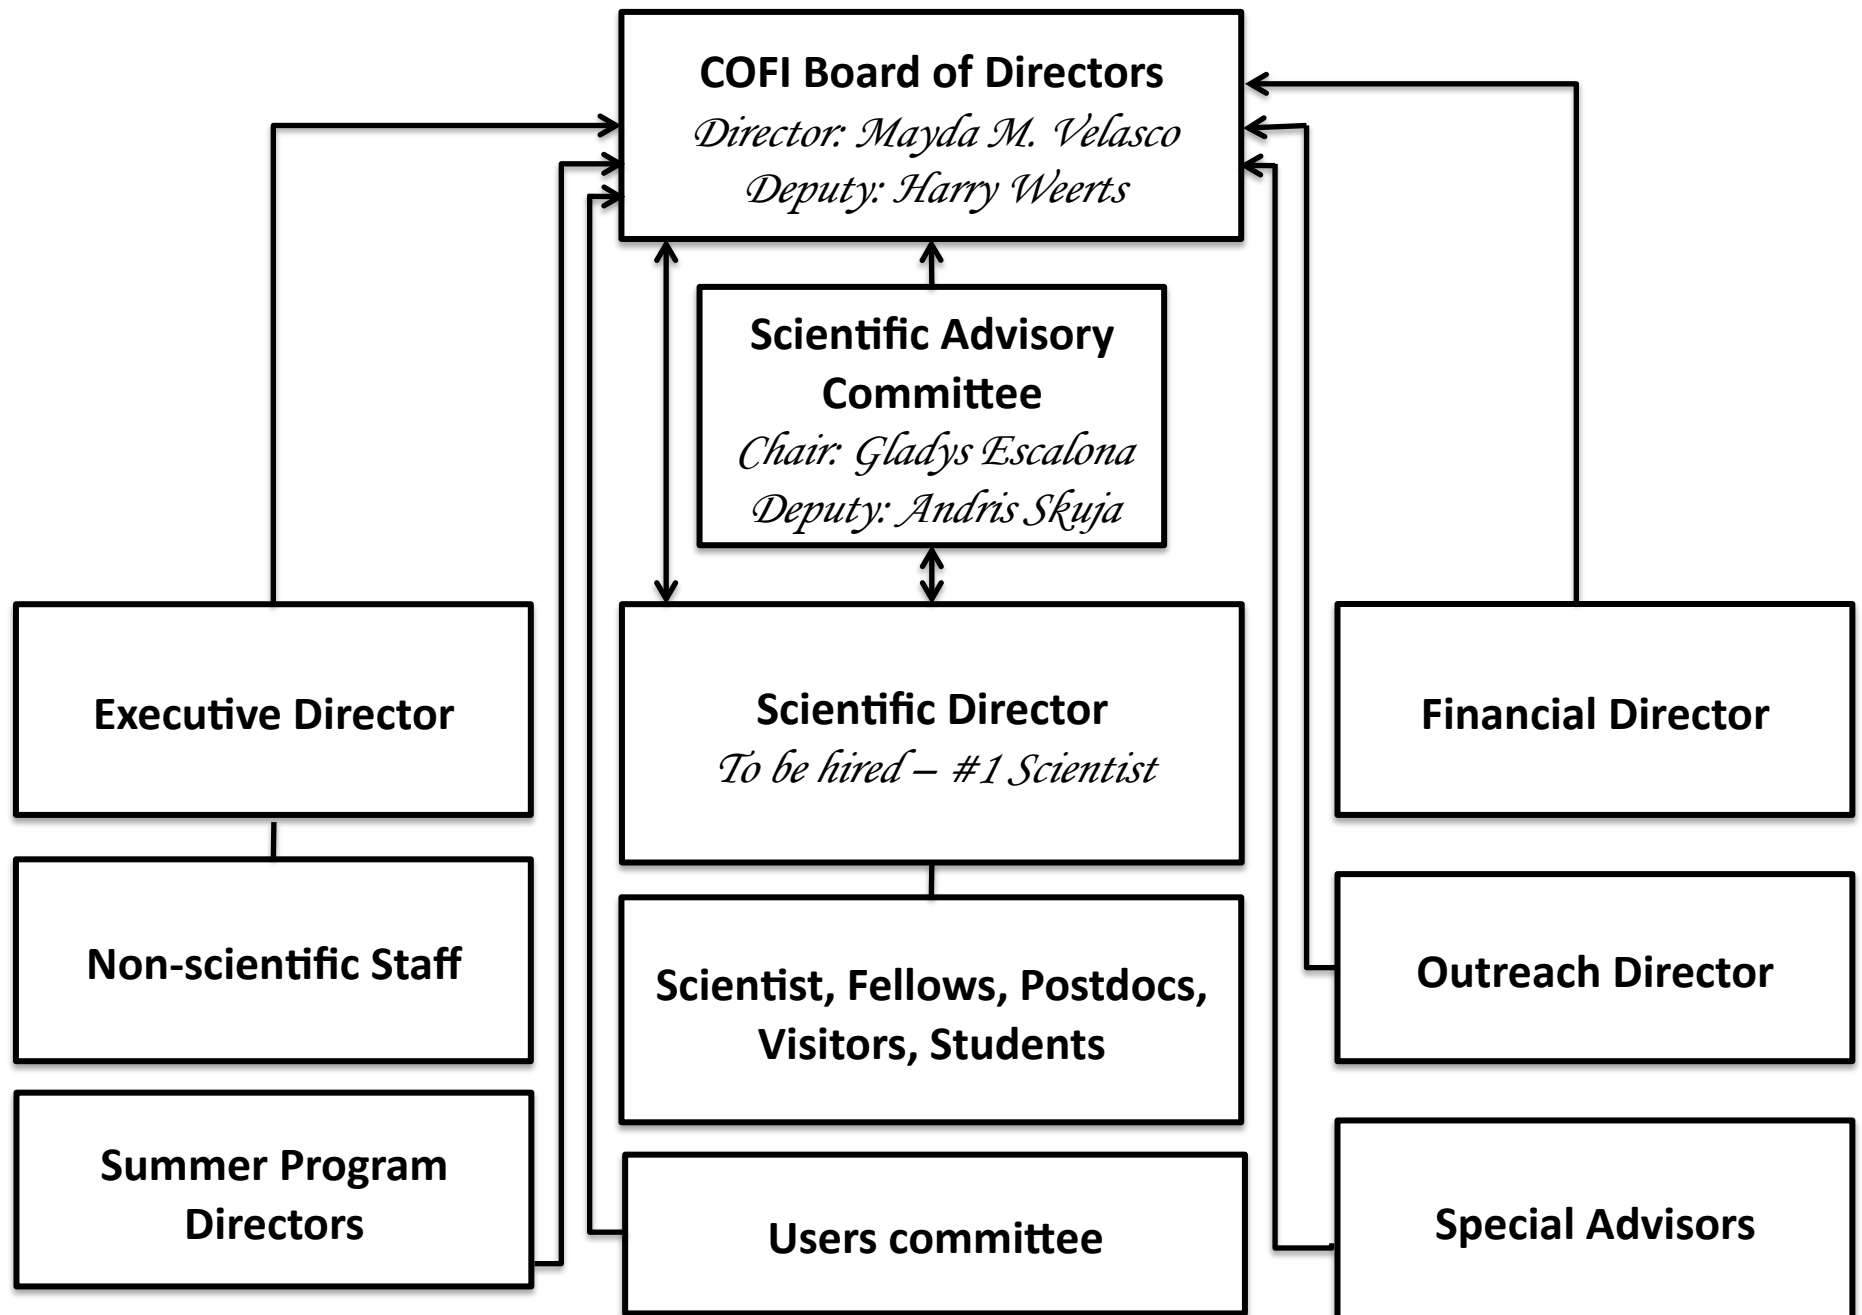 COFI Board of Directors
Director: Mayda M. Velasco
Deputy: Harry Weerts
Scientific Advisory
Committee
Chair: Gladys Escalona
Deputy: Andris Skuja
Executive Director
Scientific Director
To be hired – #1 Scientist
Financial Director
Non-scientific Staff
Scientist, Fellows, Postdocs,
Visitors, Students
Outreach Director
Summer Program
Directors
Users committee
Special Advisors